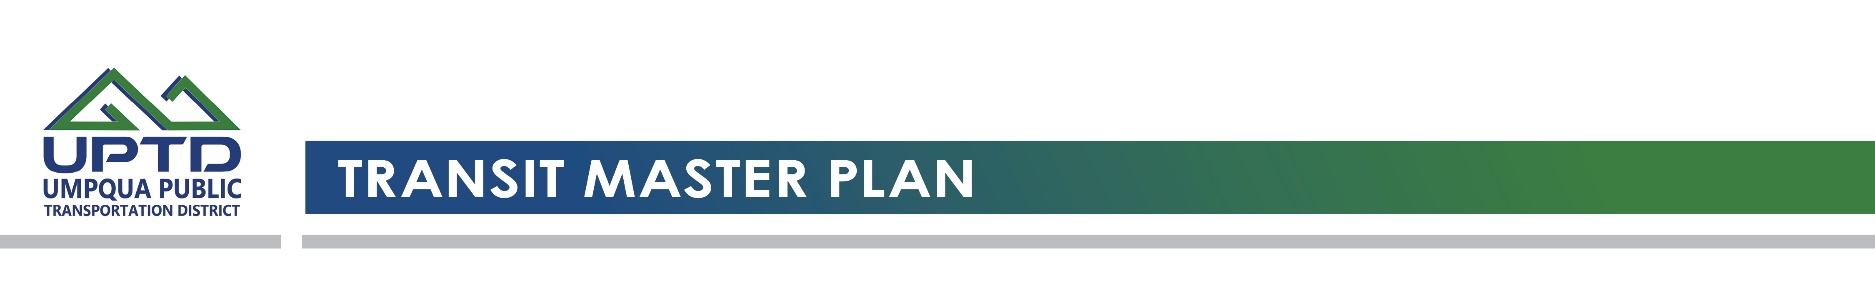 UPTD
UMPQUA PUBLIC
TRANSPORTATION DISTRICT
TRANSIT MASTER PLAN